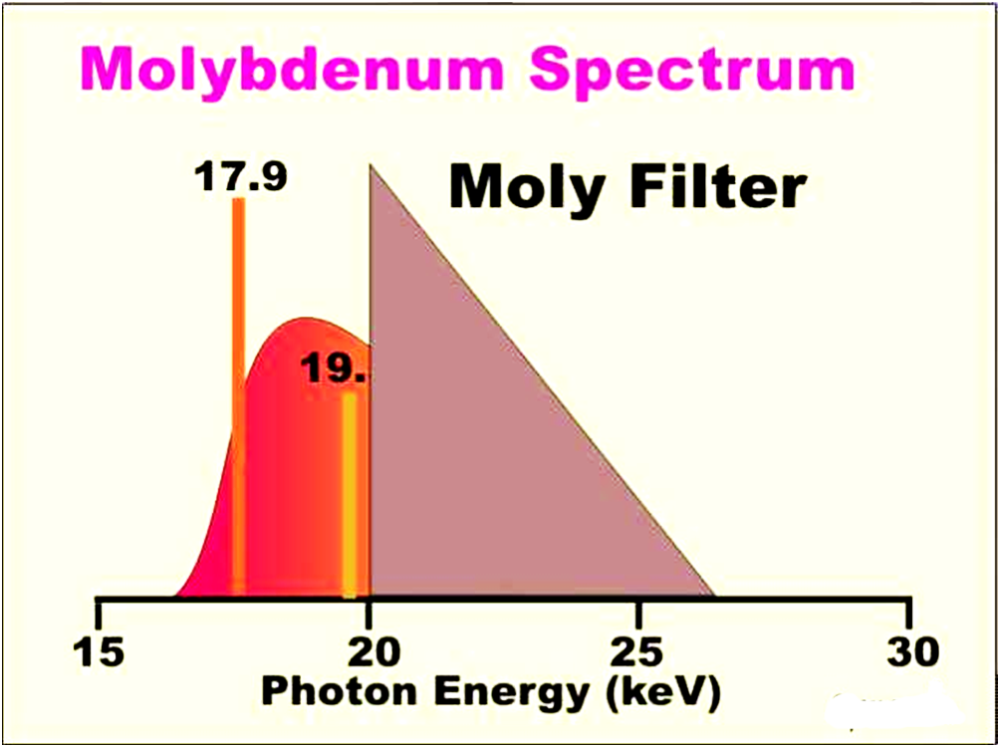 Molybdenum Spectrum
17.9
Moly Filter
19.
15 20 25 30
Photon Energy (keV)